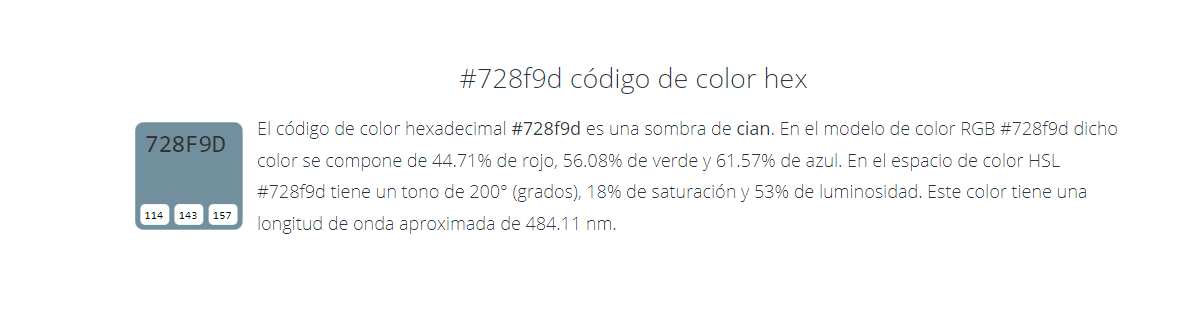 #728f9d código de color hex
728F9D
114 143 157
El código de color hexadecimal #728f9d es una sombra de cian. En el modelo de color RGB #728f9d dicho
color se compone de 44.71% de rojo, 56.08% de verde y 61.57% de azul. En el espacio de color HSL
#728f9d tiene un tono de 200° (grados), 18% de saturación y 53% de luminosidad. Este color tiene una
longitud de onda aproximada de 484.11 nm.